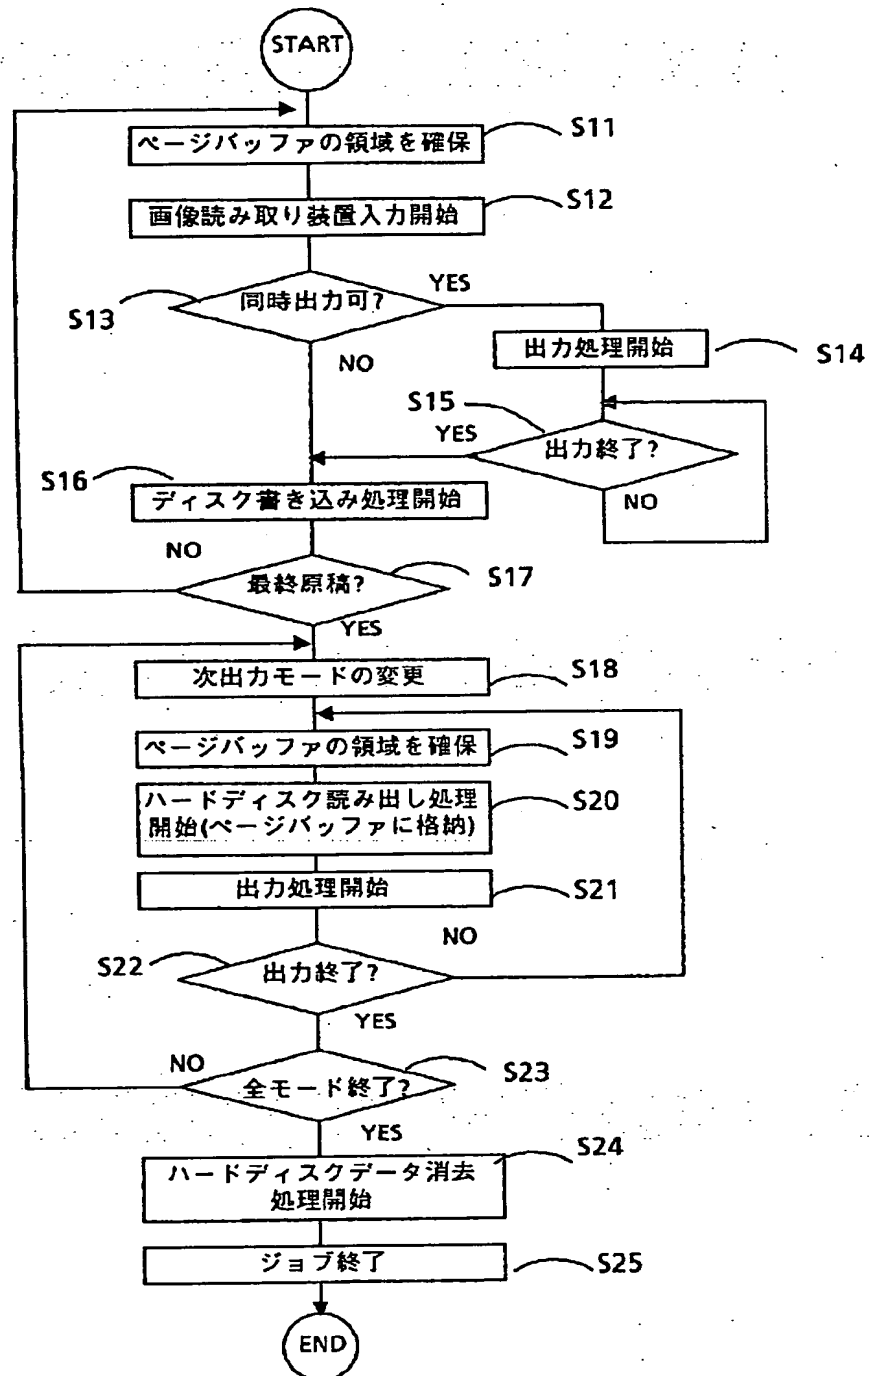 START
ページバッファの領域を確保
S11
画像読み取り装置入力開始
S12
同時出力可?
YES
S13
NO
出力処理開始
S14
S15
YES
出力終了?
NO
S16
ディスク書き込み処理開始
NO
最終原稿?
S17
YES
次出力モードの変更
S18
ページバッファの領域を確保
S19
ハードディスク読み出し処理
開始(ページバッファに格納)
S20
出力処理開始
S21
NO
S22
出力終了?
YES
NO
全モード終了?
S23
YES
S24
ハードディスクデータ消去
処理開始
ジョブ終了
S25
END